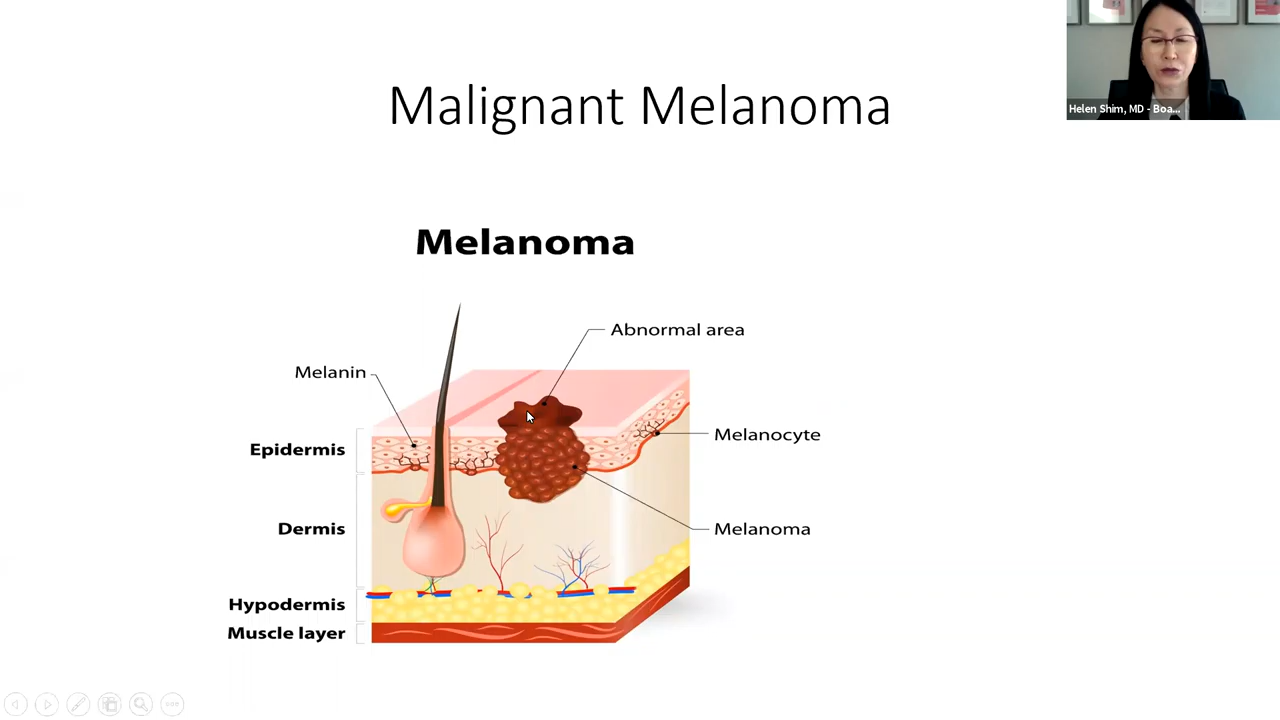 Malignant Melanoma
Helen Shim, MD - Boa...
Melanoma
Abnormal area
Melanin
Melanocyte
Epidermis
Dermis
Melanoma
Hypodermis
Muscle layer